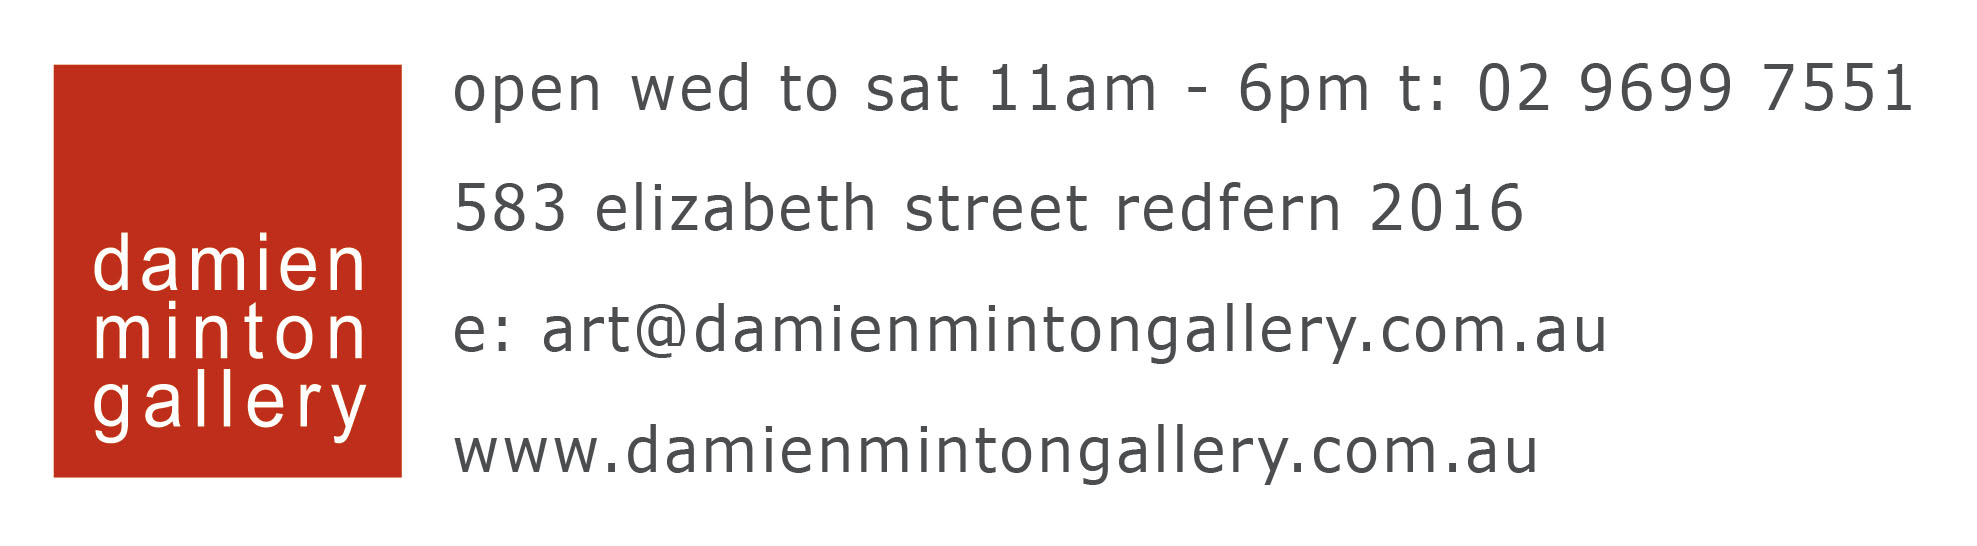 damien
minton
gallery
open wed to sat 11am - 6pm t: 02 9699 7551
583 elizabeth street redfern 2016
e: art@damienmintongallery.com.au
www.damienmintongallery.com.au